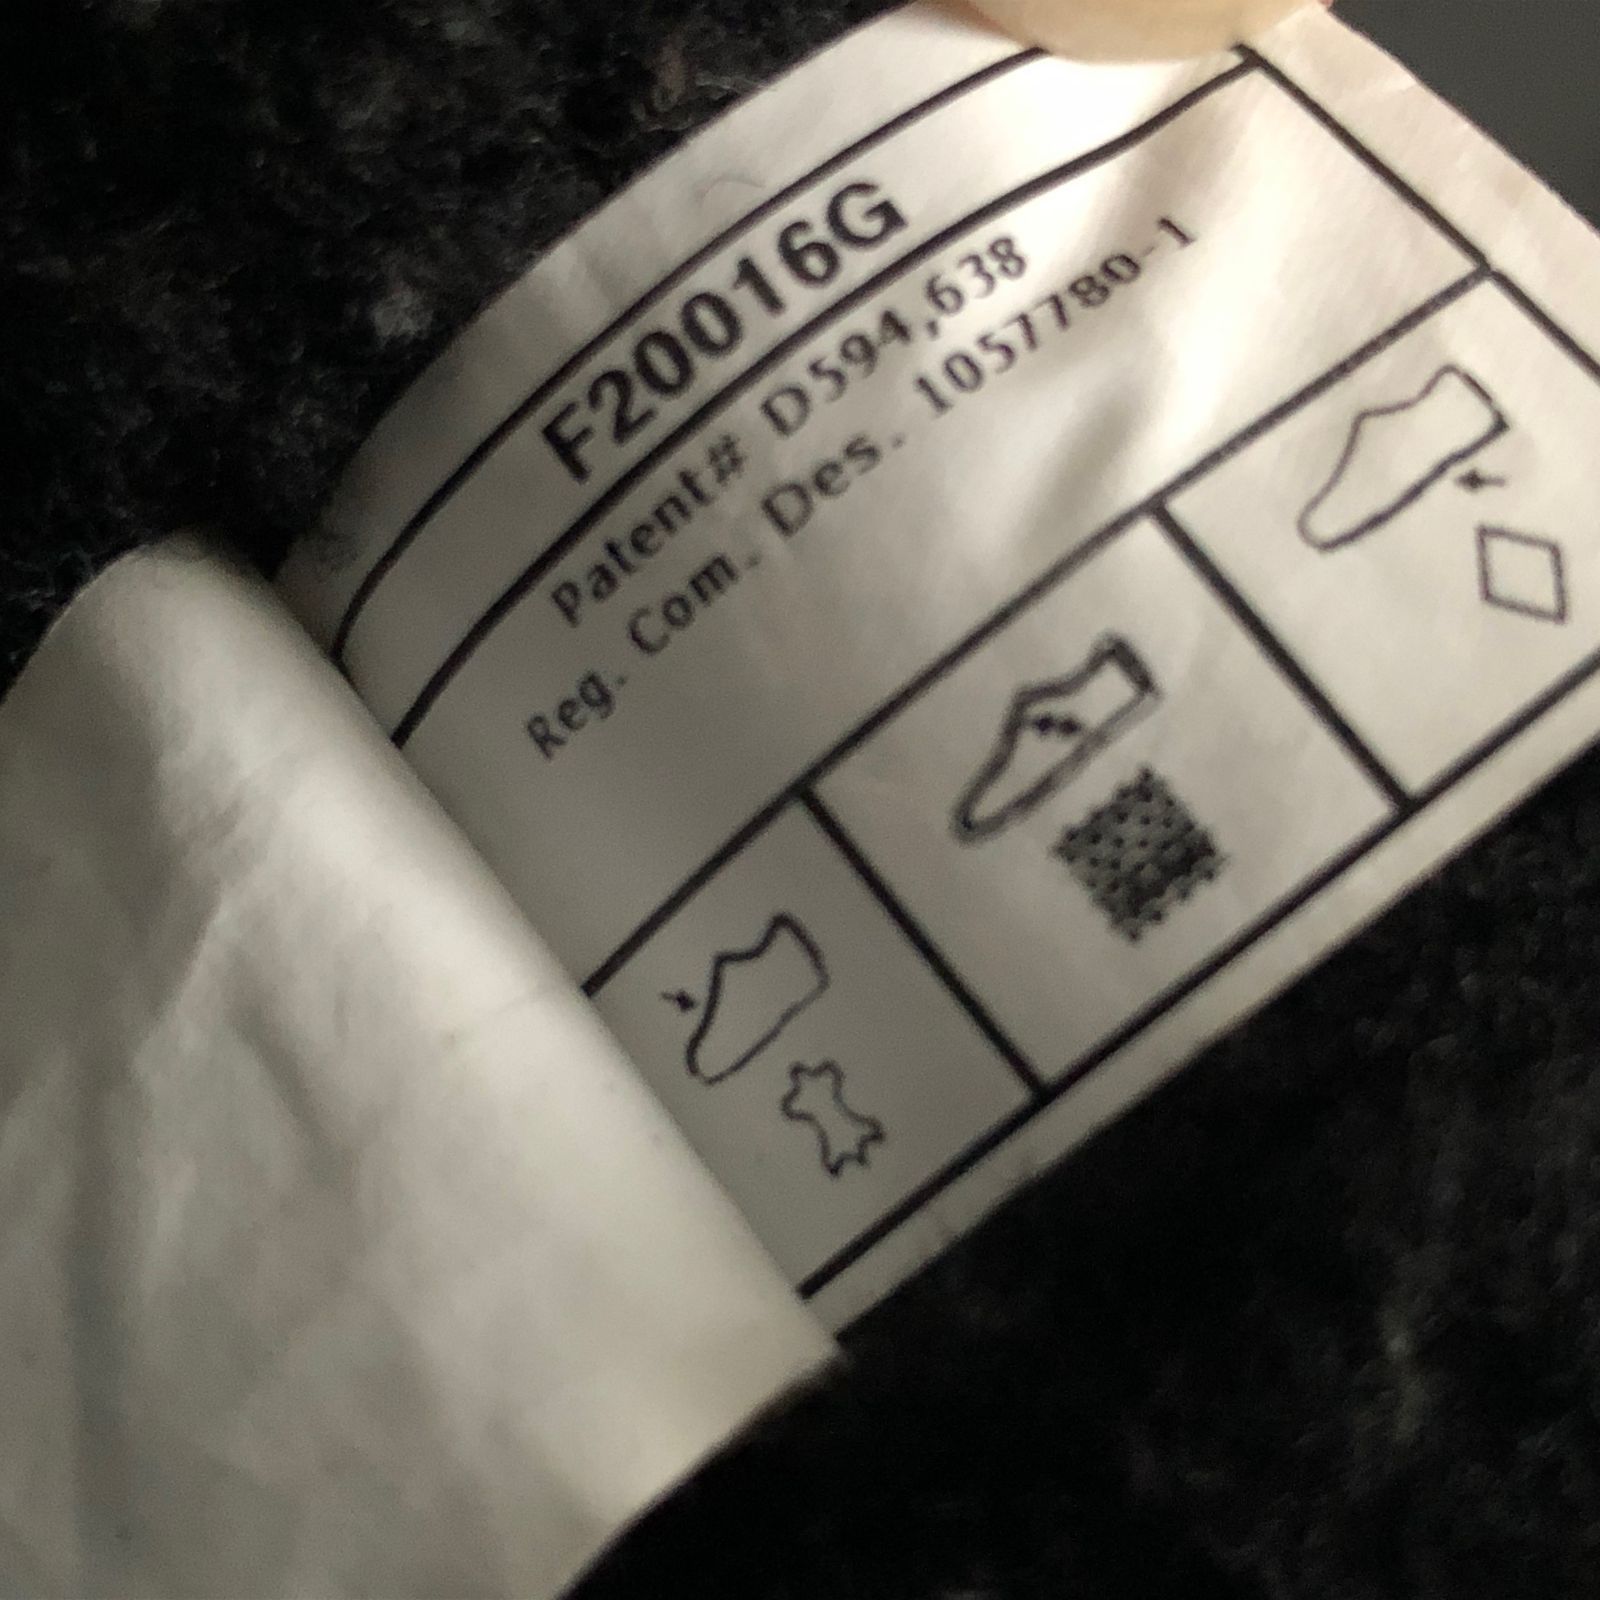 F20016G
Patent# D594,638
Reg. Com. Des. 1057780-1